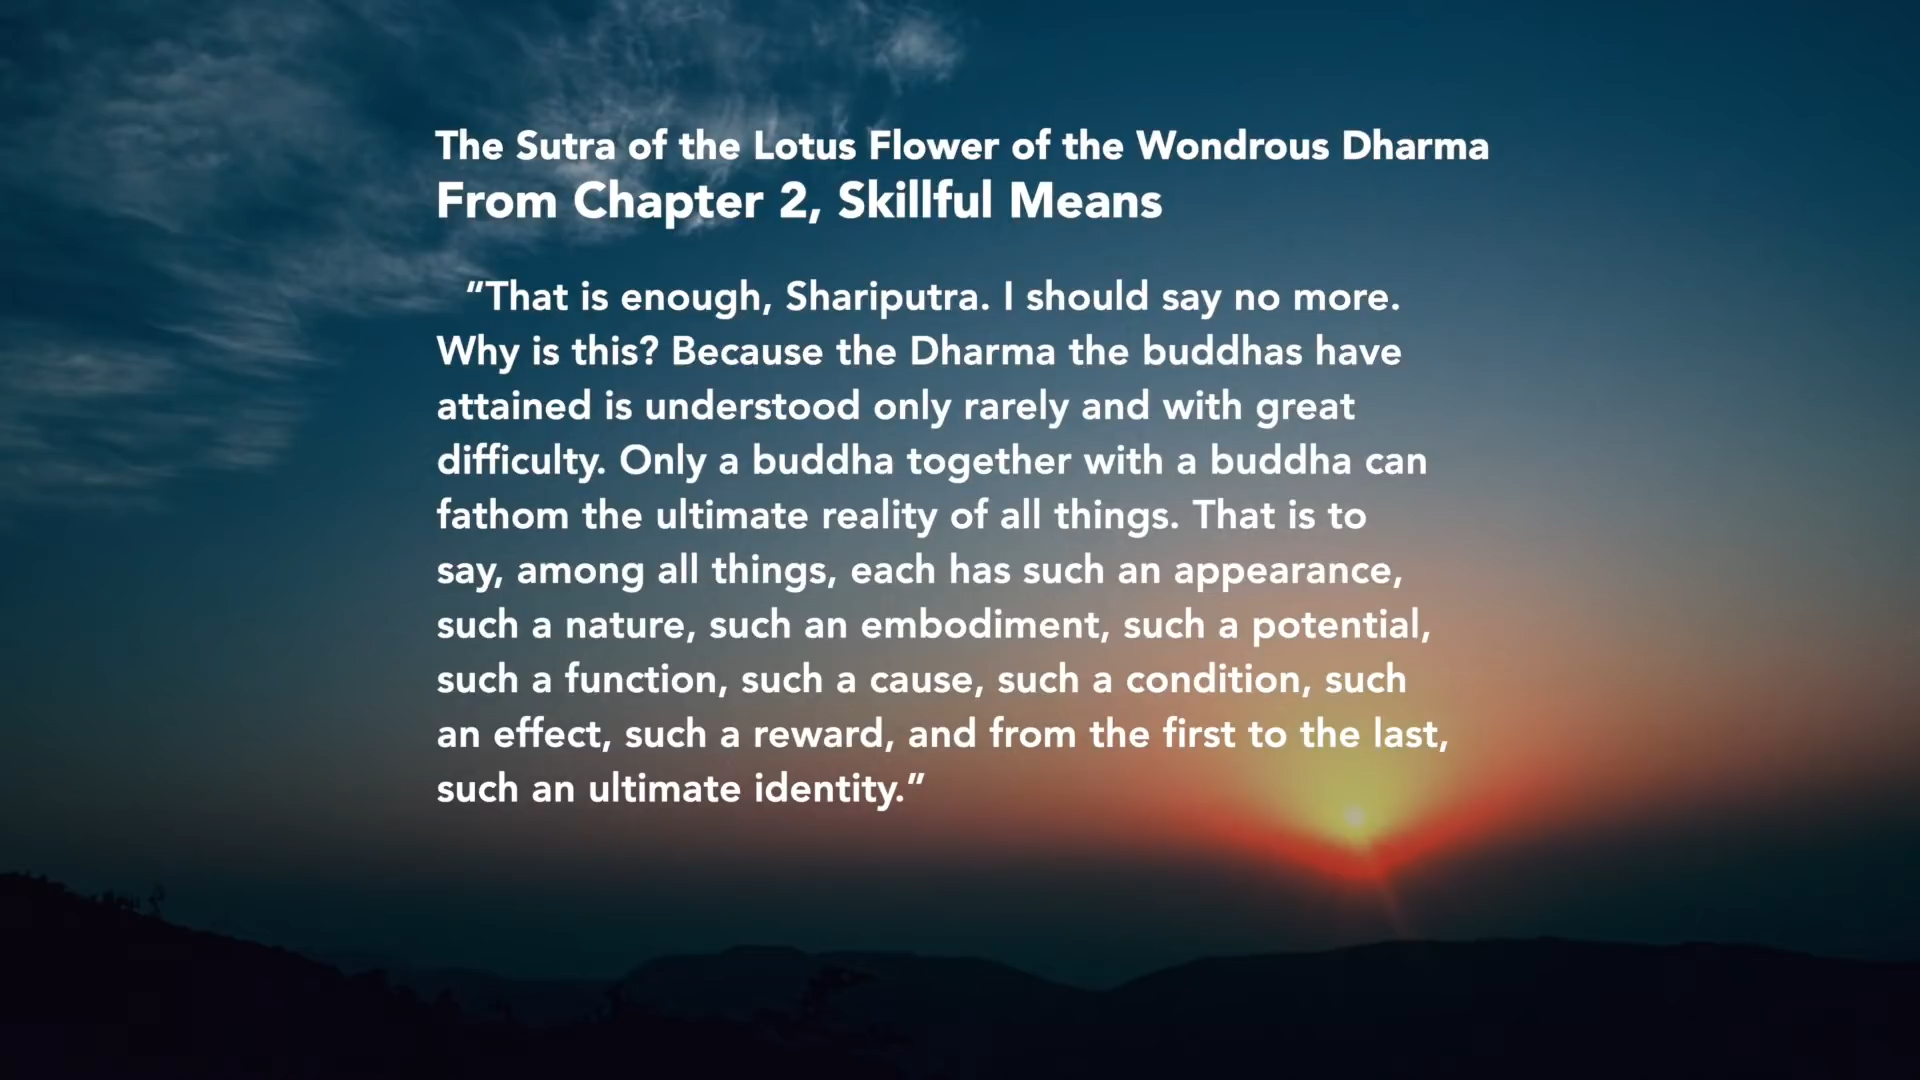 The Sutra of the Lotus Flower of the Wondrous Dharma
From Chapter 2, Skillful Means
“That is enough, Shariputra. I should say no more.
Why is this? Because the Dharma the buddhas have
attained is understood only rarely and with great
difficulty. Only a buddha together with a buddha can
fathom the ultimate reality of all things. That is to
say, among all things, each has such an appearance,
such a nature, such an embodiment, such a potential,
such a function, such a cause, such a condition, such
an effect, such a reward, and from the first to the last,
such an ultimate identity.”